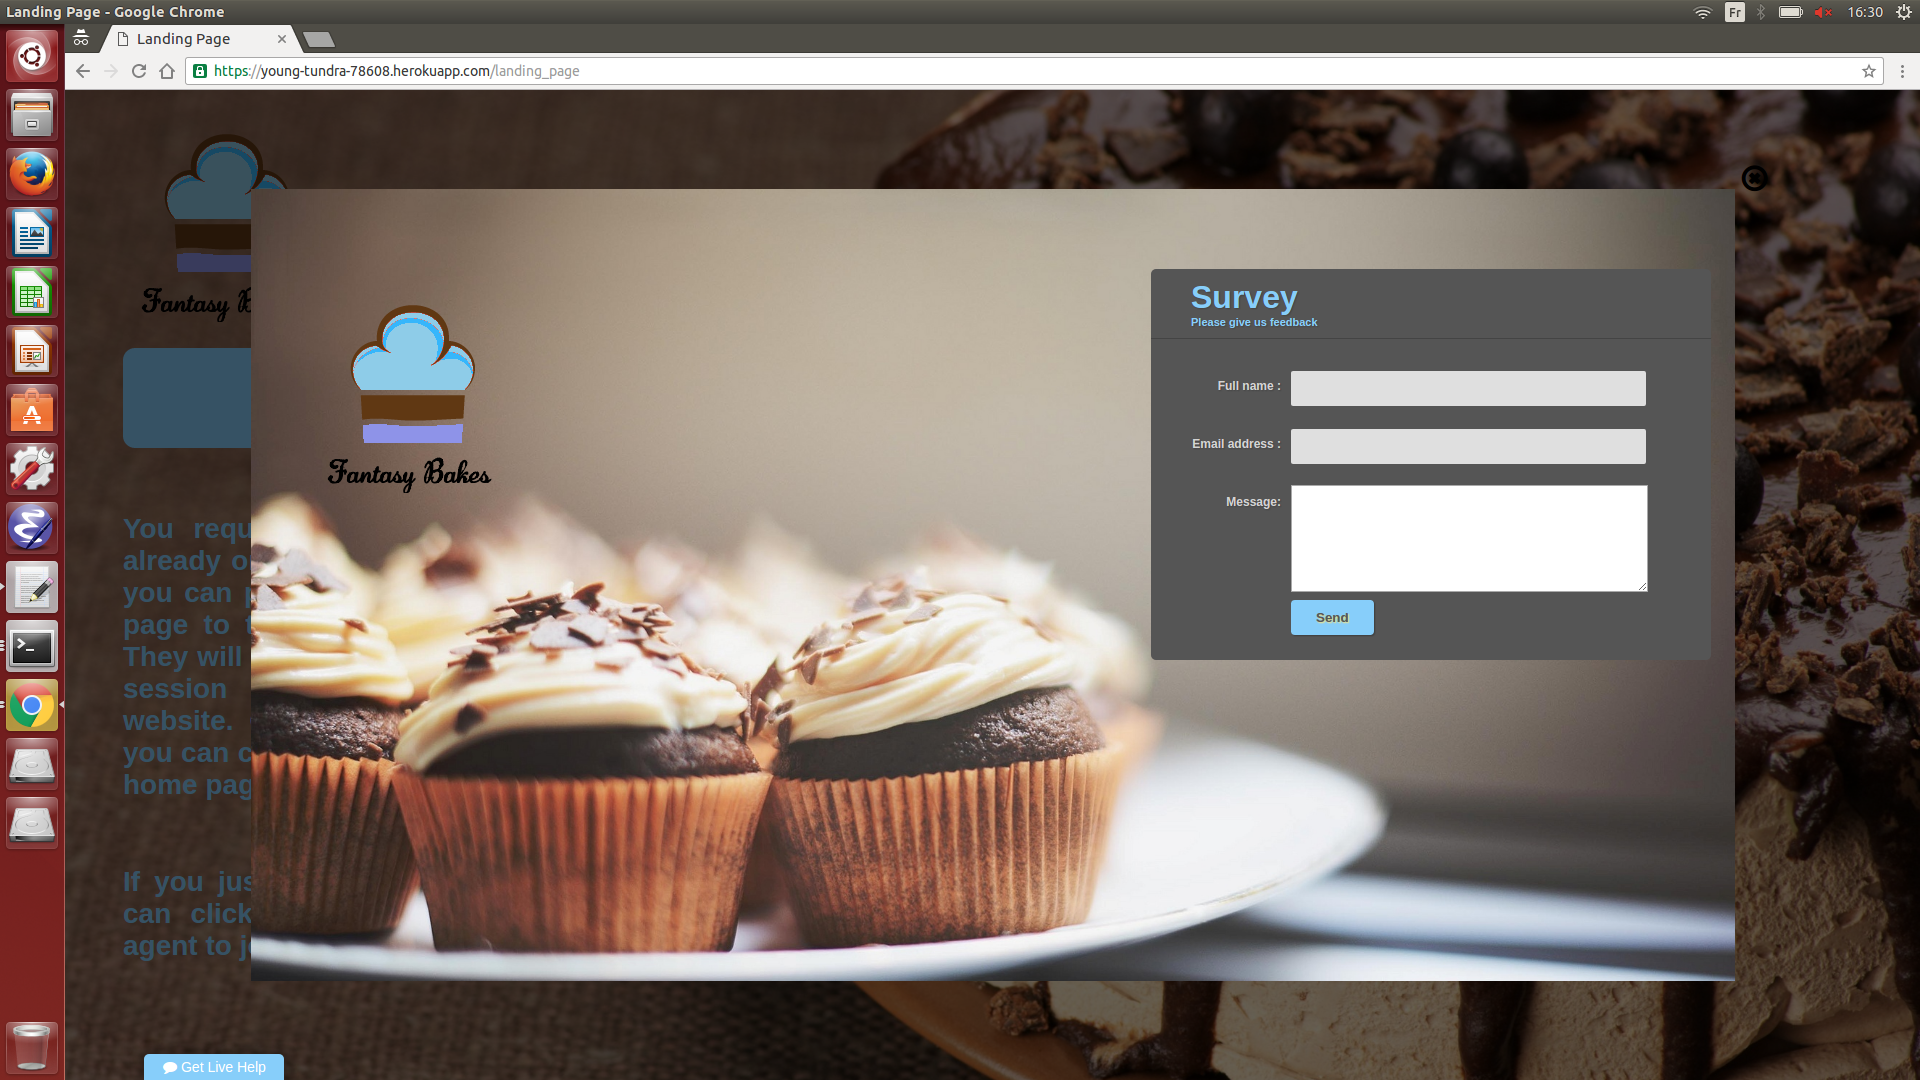 Landing Page - Google Chrome
Fr
16:30
Landing Page
https://young-tundra-78608.herokuapp.com/landing_page
Fantasy B
Fantasy Bakes
Survey
Please give us feedback
Full name :
Email address :
Message:
Send
You requ
already o
you can p
page to t
They will
session
website.
you can c
home pag
If you jus
can click
agent to jo
Get Live Help